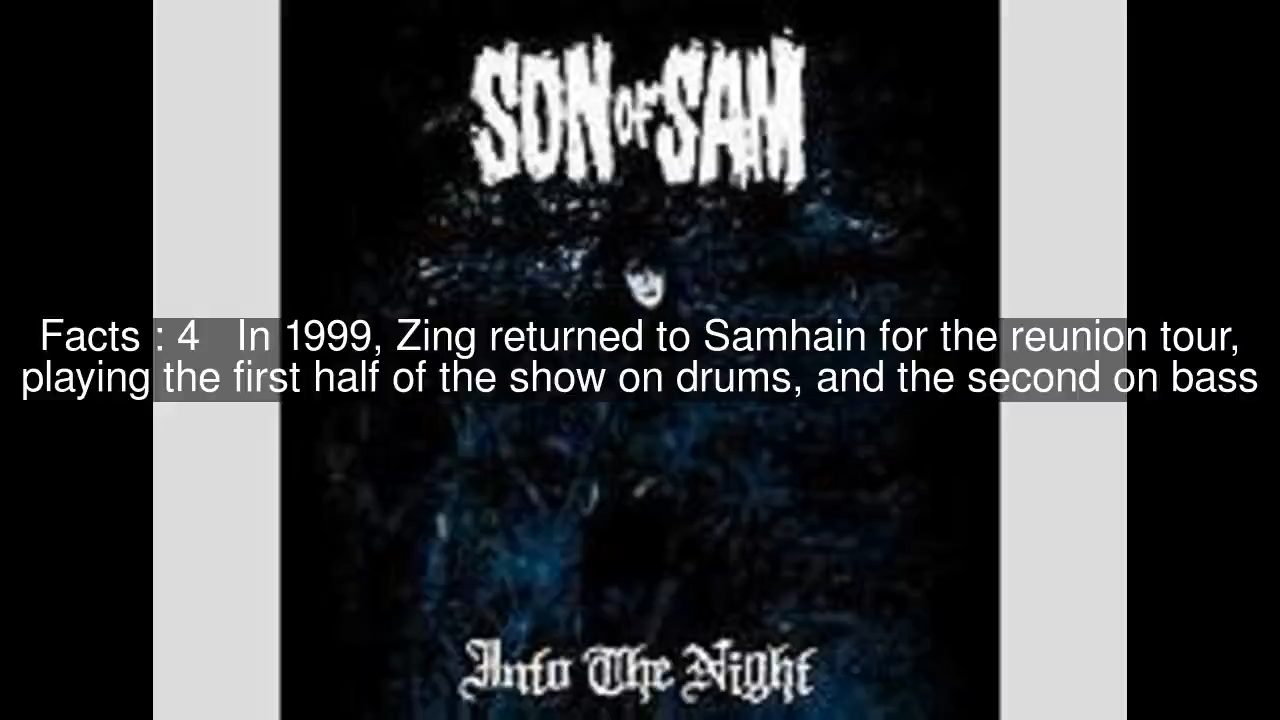 SON OF SAM
Facts : 4   In 1999, Zing returned to Samhain for the reunion tour,
playing the first half of the show on drums, and the second on bass
Into The Night